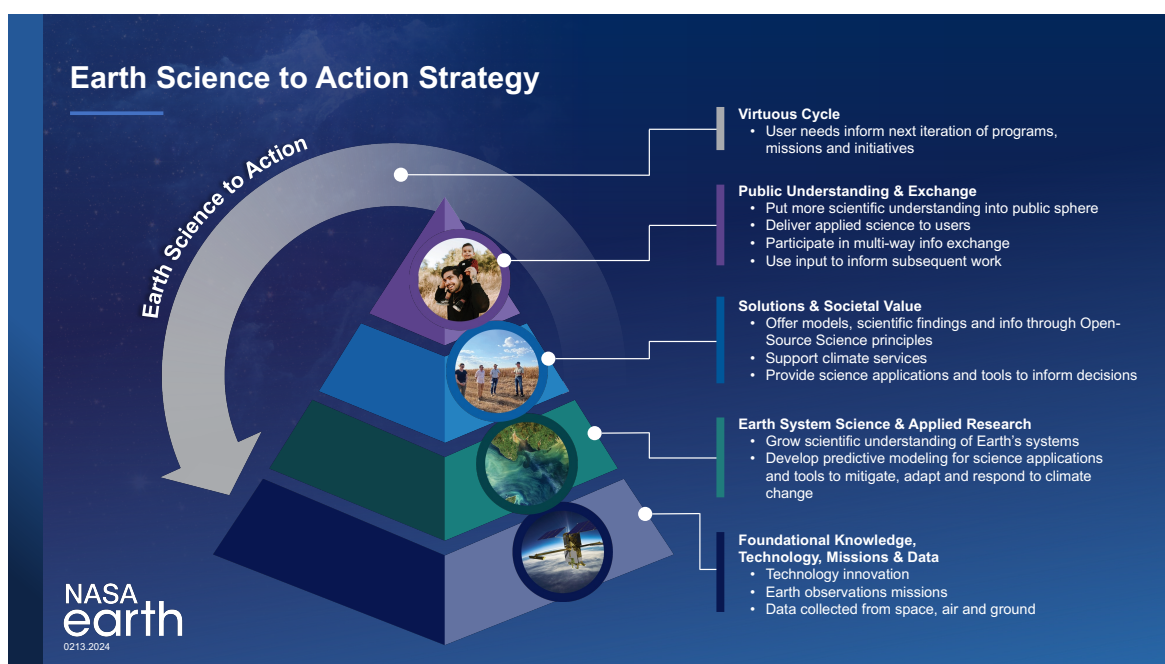 Earth Science to Action Strategy
Earth Science to Action
Virtuous Cycle
• User needs inform next iteration of programs,
missions and initiatives
Public Understanding & Exchange
• Put more scientific understanding into public sphere
• Deliver applied science to users
• Participate in multi-way info exchange
• Use input to inform subsequent work
Solutions & Societal Value
• Offer models, scientific findings and info through Open-
Source Science principles
• Support climate services
• Provide science applications and tools to inform decisions
Earth System Science & Applied Research
• Grow scientific understanding of Earth's systems
• Develop predictive modeling for science applications
and tools to mitigate, adapt and respond to climate
change
Foundational Knowledge,
Technology, Missions & Data
• Technology innovation
• Earth observations missions
• Data collected from space, air and ground
NASA
earth
0213.2024